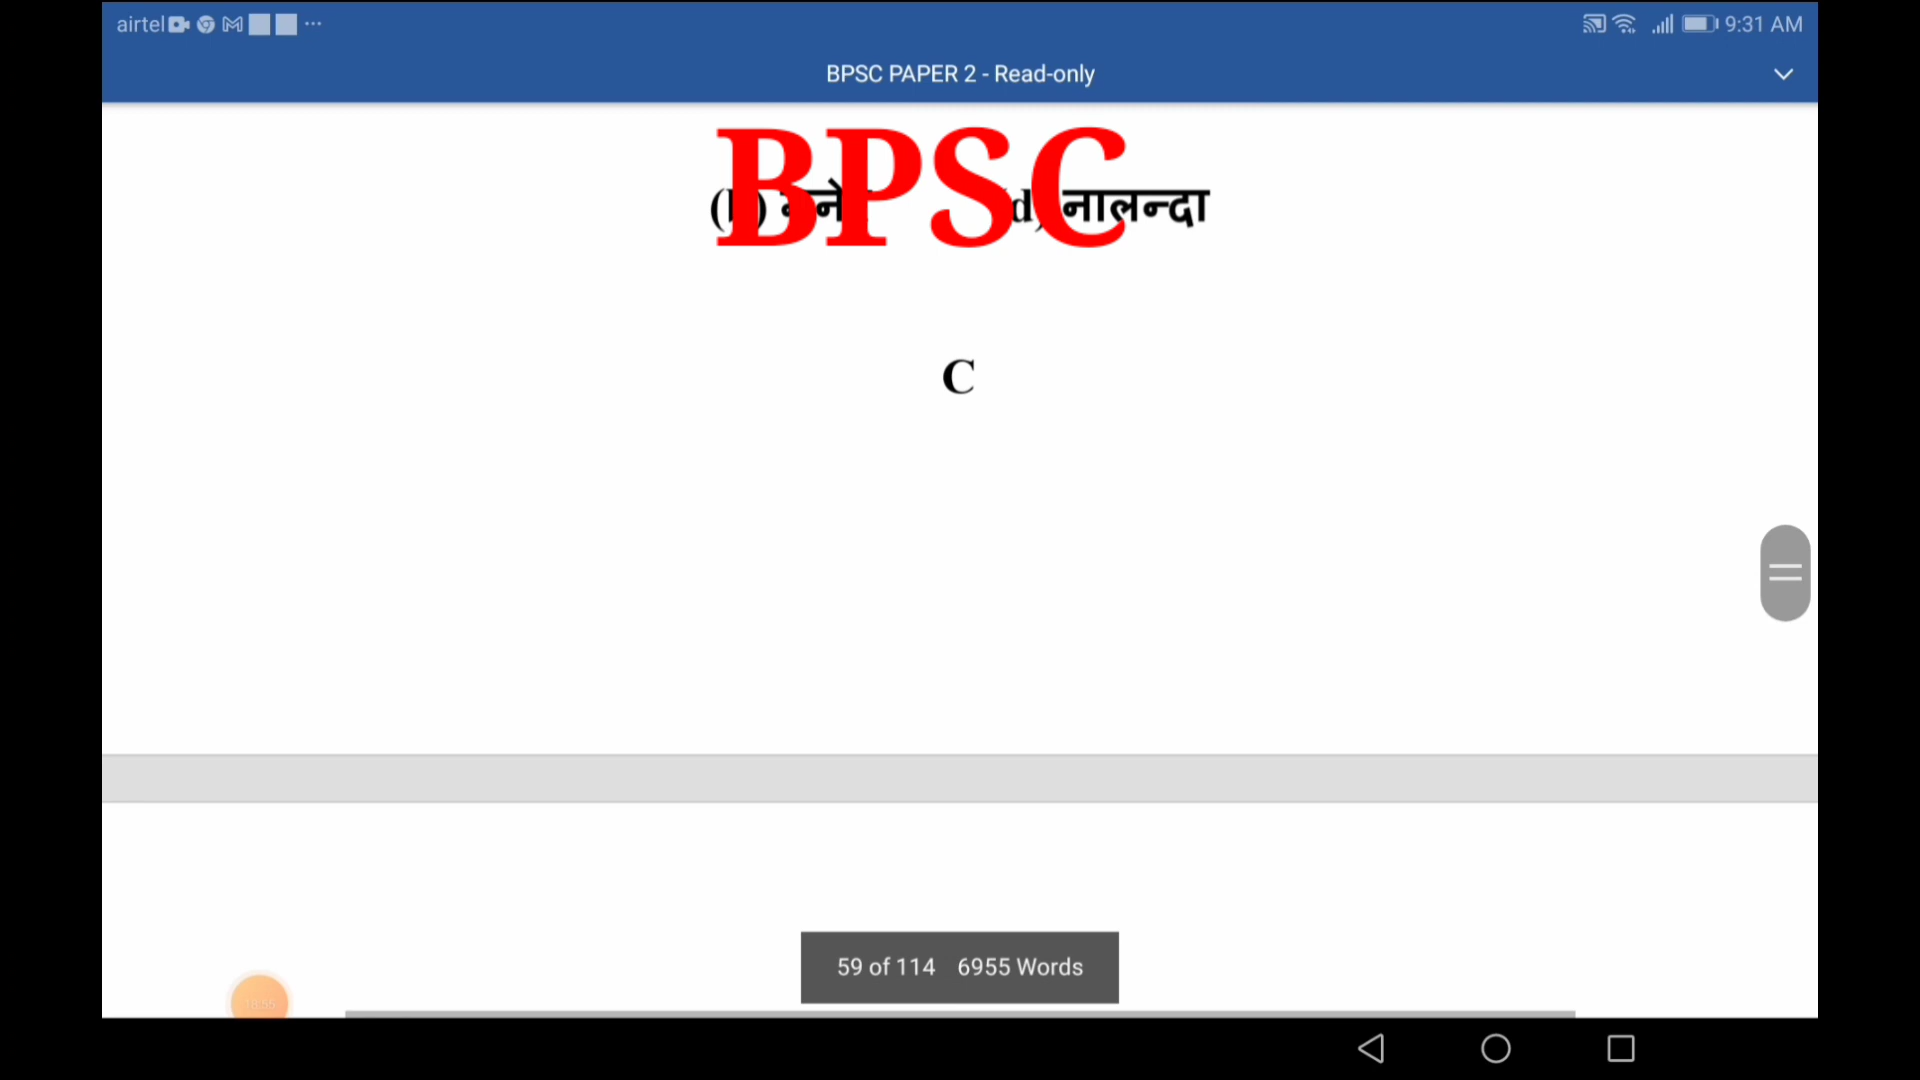 airtel 9:31 AM
BPSC PAPER 2 - Read-only
BPSC
(d) नालन्दा
C
59 of 114 6955 Words